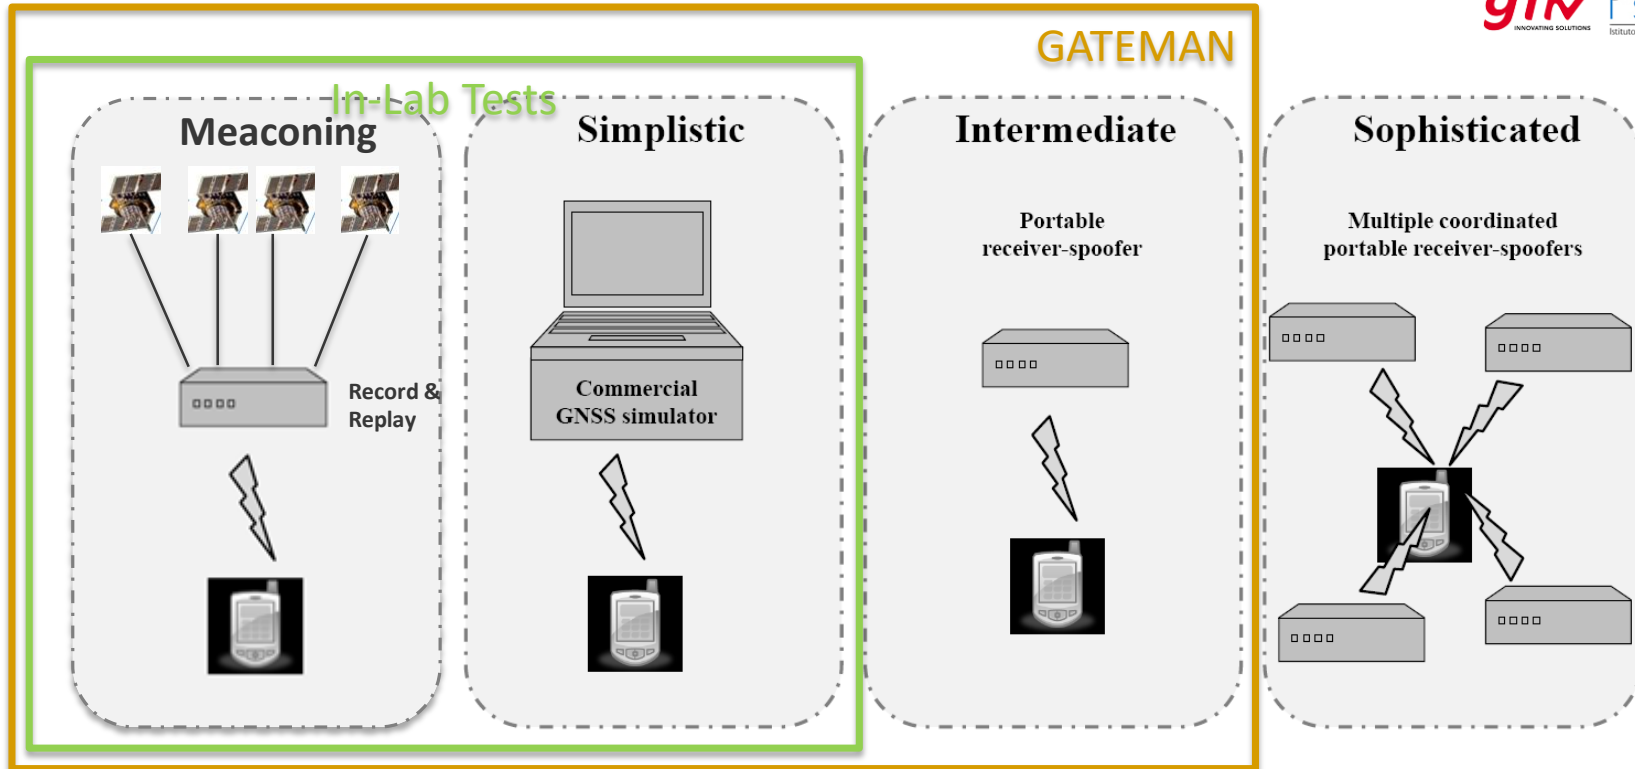 GATEMAN
INNOVATING SOLUTIONS
In-Lab Tests
Meaconing
Record &
Replay
Simplistic
Commercial
GNSS simulator
Intermediate
Portable
receiver-spoofer
Sophisticated
Multiple coordinated
portable receiver-spoofers